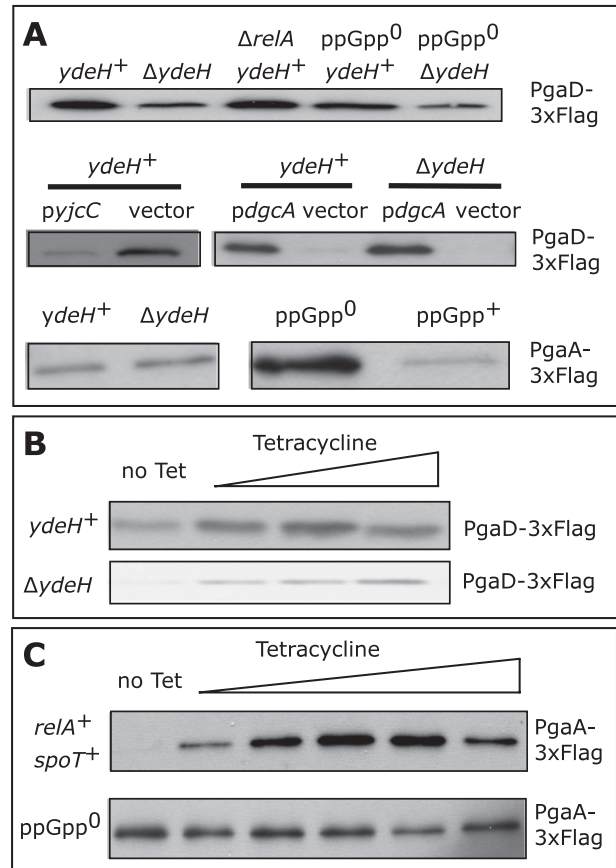 A
ΔrelA ppGpp⁰ ppGpp⁰
ydeH⁺ ΔydeH ydeH⁺ ydeH⁺ ΔydeH
PgaD-
3xFlag
ydeH⁺ ydeH⁺ ΔydeH
pyjcC vector pdgcA vector pdgcA vector
PgaD-
3xFlag
ydeH⁺ ΔydeH ppGpp⁰ ppGpp⁺
PgaA-
3xFlag
B
Tetracycline
no Tet
ydeH⁺ PgaD-3xFlag
ΔydeH PgaD-3xFlag
C
Tetracycline
no Tet
relA⁺
spoT⁺
PgaA-
3xFlag
ppGpp⁰
PgaA-
3xFlag